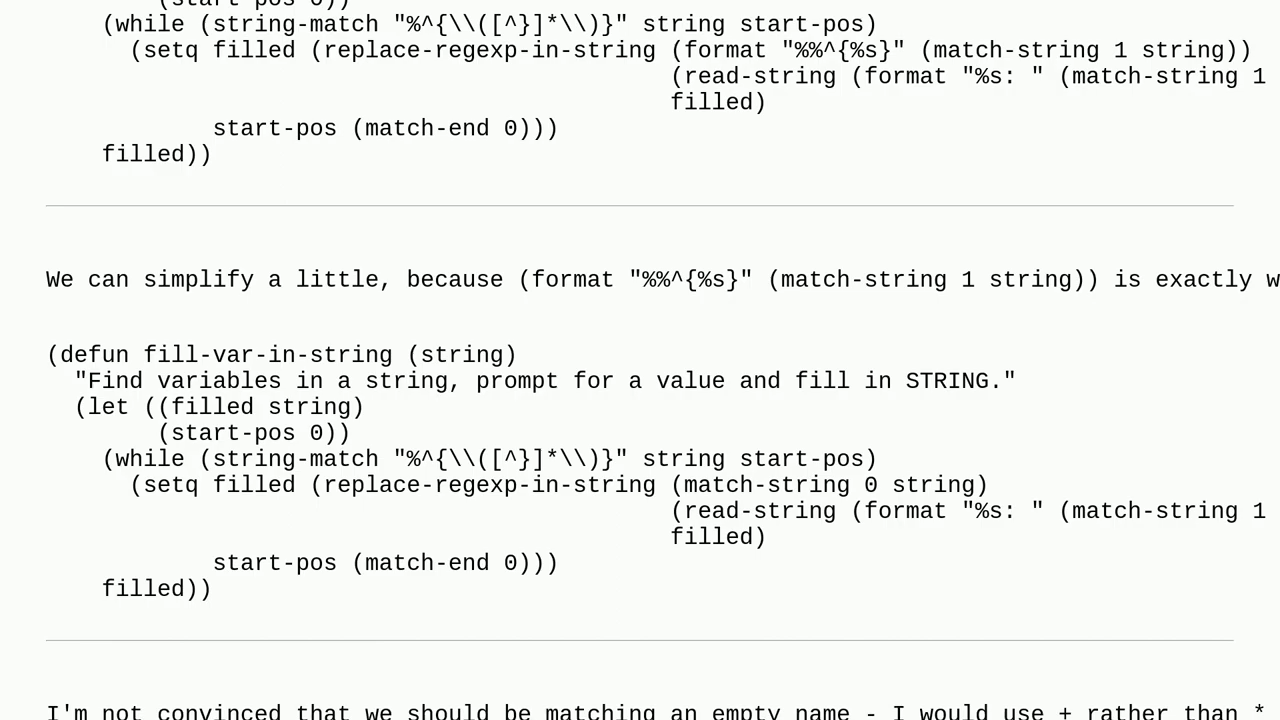 (start-pos 0))
(while (string-match "%^{\\([^}]*\\)}" string start-pos)
(setq filled (replace-regexp-in-string (format "%%^{%s}" (match-string 1 string))
(read-string (format "%s: " (match-string 1
filled)
start-pos (match-end 0)))
filled))
We can simplify a little, because (format "%%^{%s}" (match-string 1 string)) is exactly
(defun fill-var-in-string (string)
"Find variables in a string, prompt for a value and fill in STRING."
(let ((filled string)
(start-pos 0))
(while (string-match "%^{\\([^}]*\\)}" string start-pos)
(setq filled (replace-regexp-in-string (match-string 0 string)
(read-string (format "%s: " (match-string 1
filled)
start-pos (match-end 0)))
filled))
I'm not convinced that we should be matching an empty name - I would use + rather than *